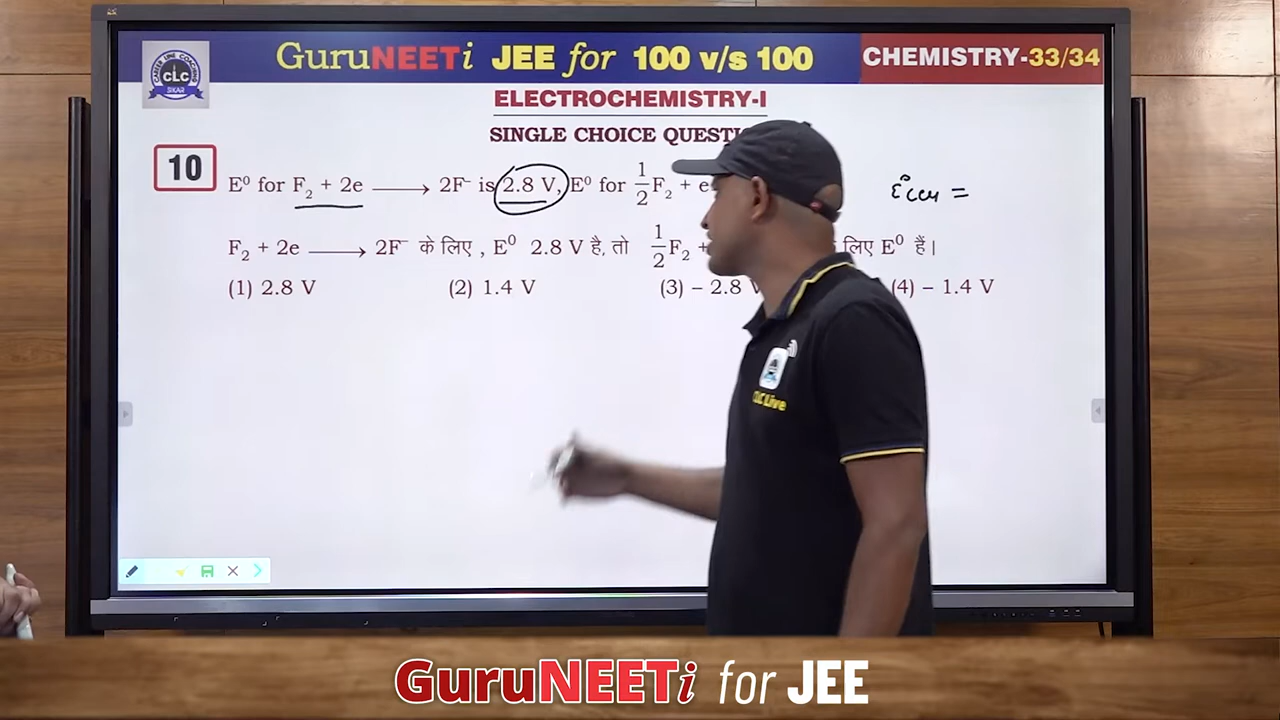 GuruNEETi JEE for 100 v/s 100
CHEMISTRY-33/34
CLC
SIKAR
ELECTROCHEMISTRY-I
SINGLE CHOICE
10
E⁰ for F₂ + 2e ⟶ 2F⁻ is 2.8 V, E⁰ for 1/2 F₂ + e
E°cell =
F₂ + 2e ⟶ 2F⁻ के लिए , E⁰ 2.8 V है, तो 1/2 F₂ + लिए E⁰ हैं।
(1) 2.8 V (2) 1.4 V (3) – 2.8 (4) – 1.4 V
CLC Live
GuruNEETi for JEE